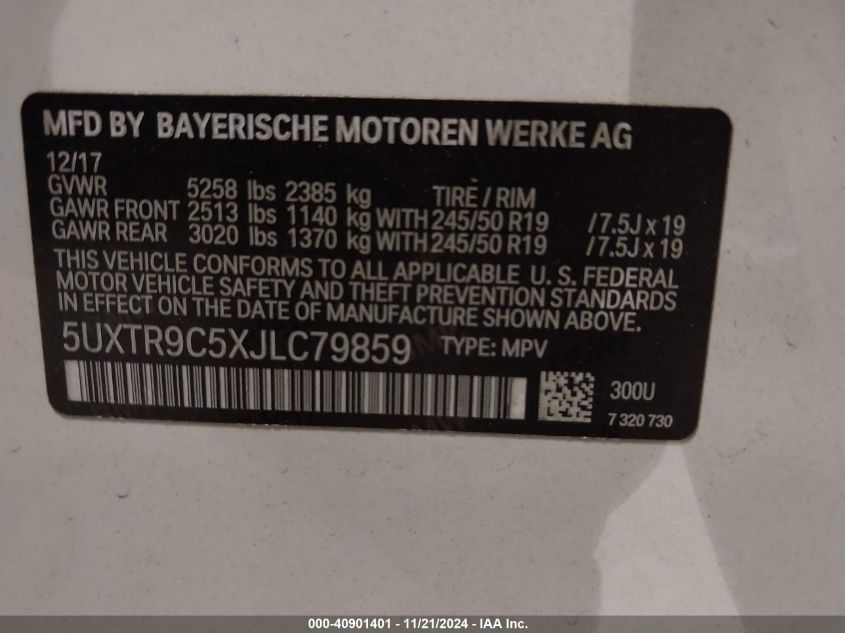 MFD BY BAYERISCHE MOTOREN WERKE AG
12/17
GVWR 5258 lbs 2385 kg TIRE / RIM
GAWR FRONT 2513 lbs 1140 kg WITH 245/50 R19 / 7.5J x 19
GAWR REAR 3020 lbs 1370 kg WITH 245/50 R19 / 7.5J x 19
THIS VEHICLE CONFORMS TO ALL APPLICABLE U. S. FEDERAL
MOTOR VEHICLE SAFETY AND THEFT PREVENTION STANDARDS
IN EFFECT ON THE DATE OF MANUFACTURE SHOWN ABOVE.
5UXTR9C5XJLC79859 TYPE: MPV
300U
7 320 730
000-40901401 - 11/21/2024 - IAA Inc.